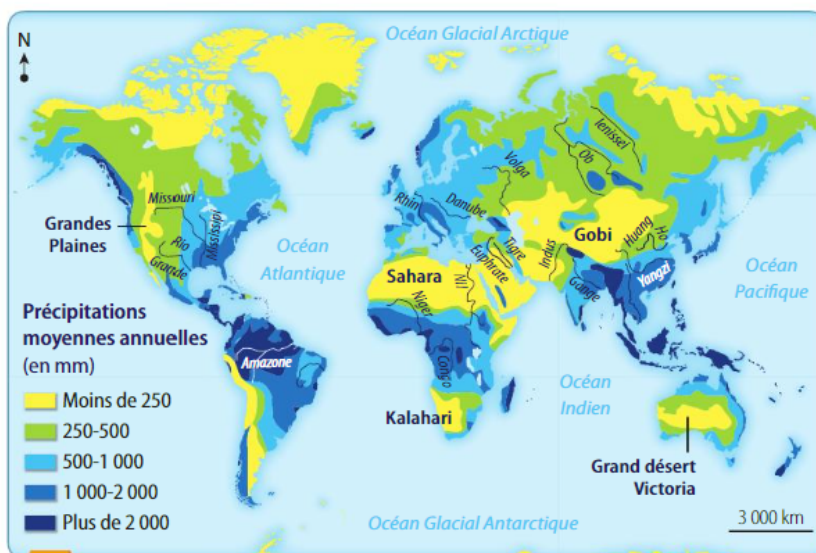 Océan Glacial Arctique
N
Ienisseï
Ob
Volga
Missouri
Rhin
Danube
Grandes
Plaines
Mississipi
Rio
Grande
Océan
Atlantique
Gobi
Huang
Ho
Tigre
Euphrate
Indus
Sahara
Nil
Niger
Gange
Yangzi
Océan
Pacifique
Précipitations
moyennes annuelles
(en mm)
Amazone
Congo
Océan
Indien
Moins de 250
250-500
500-1 000
1 000-2 000
Plus de 2 000
Kalahari
Grand désert
Victoria
Océan Glacial Antarctique
3 000 km